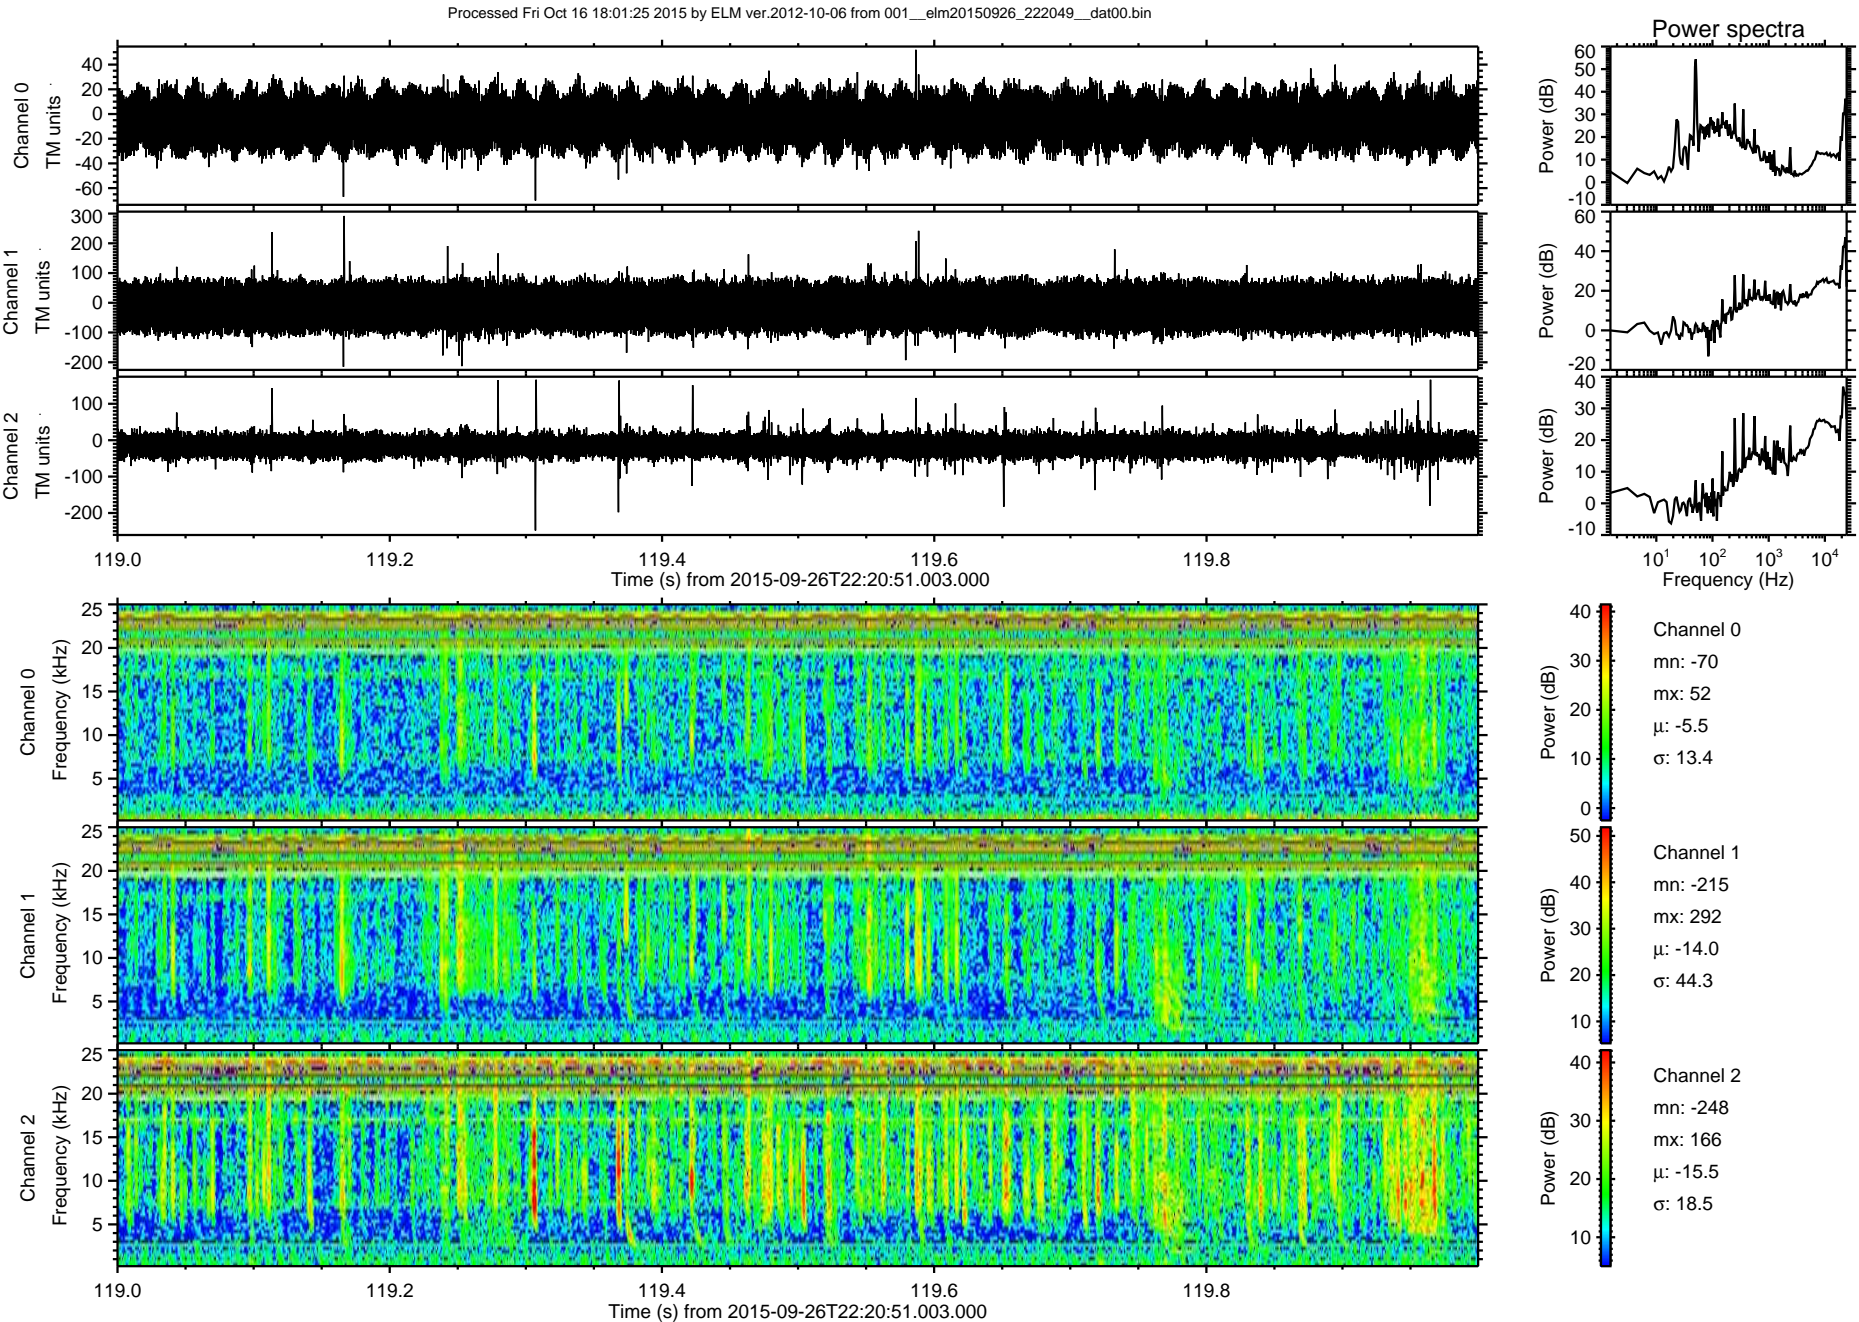 Processed Fri Oct 16 18:01:25 2015 by ELM ver.2012-10-06 from 001__elm20150926_222049__dat00.bin
Power spectra
Channel 0
TM units
40
20
0
-20
-40
-60
Power (dB)
60
50
40
30
20
10
0
-10
Channel 1
TM units
300
200
100
0
-100
-200
Power (dB)
60
40
20
0
-20
Channel 2
TM units
100
0
-100
-200
Power (dB)
40
30
20
10
0
-10
119.0 119.2 119.4 119.6 119.8
Time (s) from 2015-09-26T22:20:51.003.000
10^1 10^2 10^3 10^4
Frequency (Hz)
Channel 0
Frequency (kHz)
25
20
15
10
5
Power (dB)
40
30
20
10
0
Channel 0
mn: -70
mx: 52
μ: -5.5
σ: 13.4
Channel 1
Frequency (kHz)
25
20
15
10
5
Power (dB)
50
40
30
20
10
Channel 1
mn: -215
mx: 292
μ: -14.0
σ: 44.3
Channel 2
Frequency (kHz)
25
20
15
10
5
Power (dB)
40
30
20
10
Channel 2
mn: -248
mx: 166
μ: -15.5
σ: 18.5
119.0 119.2 119.4 119.6 119.8
Time (s) from 2015-09-26T22:20:51.003.000